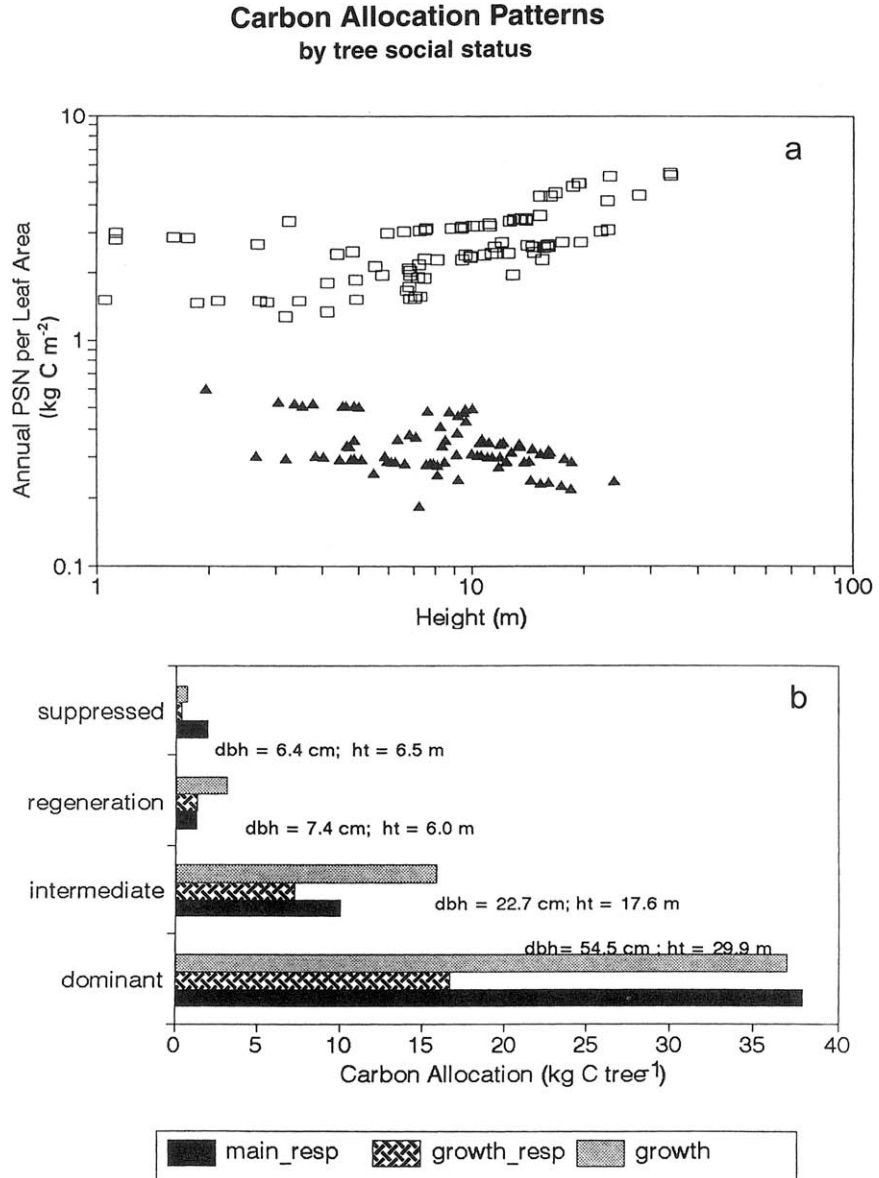 Carbon Allocation Patterns
by tree social status
a
10
1
0.1
Annual PSN per Leaf Area
(kg C m-2)
1
10
100
Height (m)
b
suppressed
dbh = 6.4 cm; ht = 6.5 m
regeneration
dbh = 7.4 cm; ht = 6.0 m
intermediate
dbh = 22.7 cm; ht = 17.6 m
dbh= 54.5 cm ; ht = 29.9 m
dominant
0 5 10 15 20 25 30 35 40
Carbon Allocation (kg C tree-1)
main_resp growth_resp growth